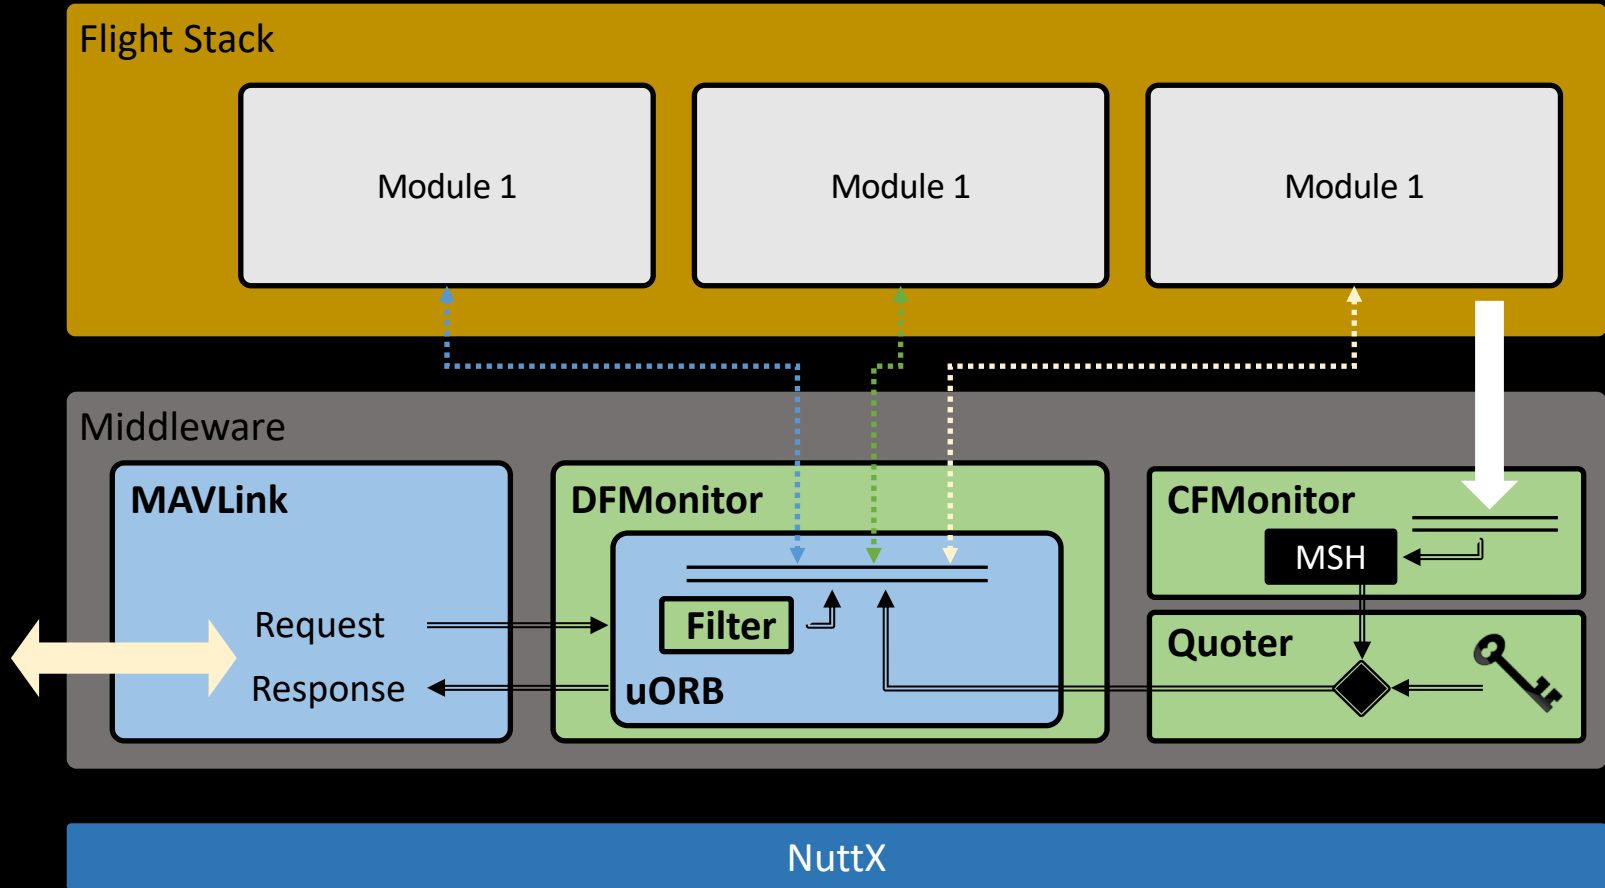 Flight Stack
Module 1
Module 1
Module 1
Middleware
MAVLink
Request
Response
DFMonitor
Filter
uORB
CFMonitor
MSH
Quoter
NuttX